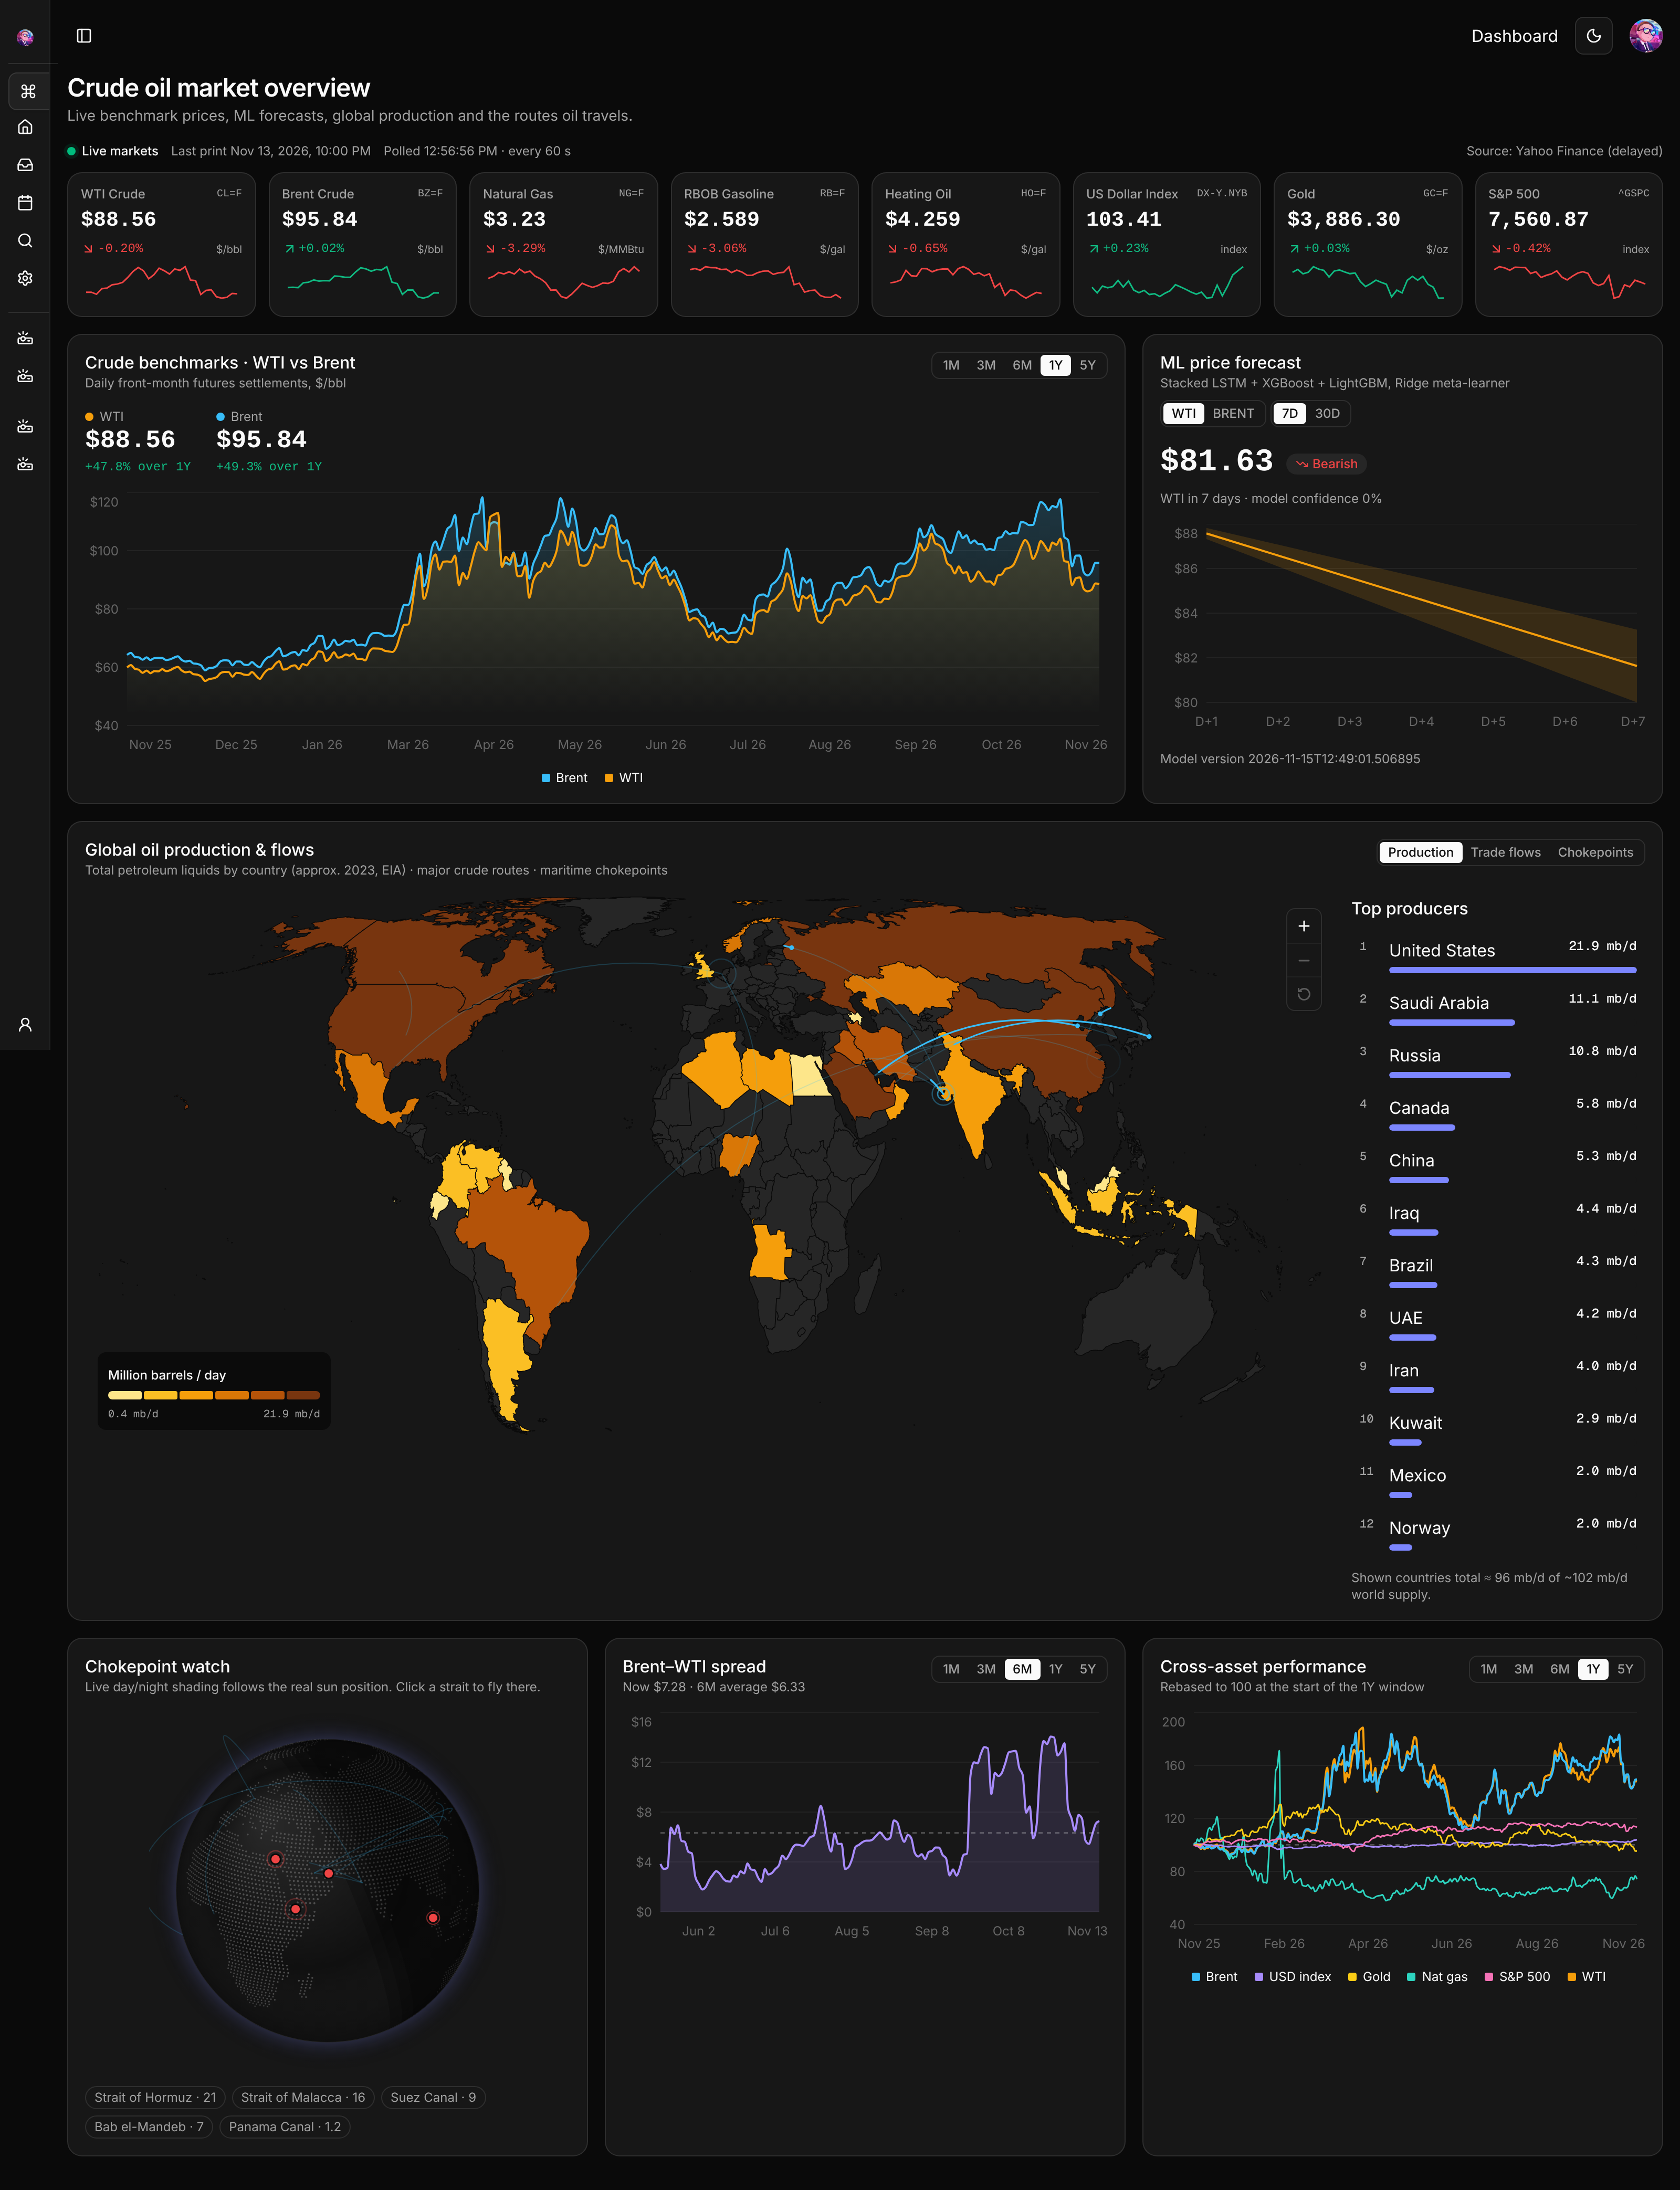 Dashboard
Crude oil market overview
Live benchmark prices, ML forecasts, global production and the routes oil travels.
Live markets Last print Nov 13, 2026, 10:00 PM Polled 12:56:56 PM · every 60 s
Source: Yahoo Finance (delayed)
WTI Crude CL=F
$88.56
-0.20% $/bbl
Brent Crude BZ=F
$95.84
+0.02% $/bbl
Natural Gas NG=F
$3.23
-3.29% $/MMBtu
RBOB Gasoline RB=F
$2.589
-3.06% $/gal
Heating Oil HO=F
$4.259
-0.65% $/gal
US Dollar Index DX-Y.NYB
103.41
+0.23% index
Gold GC=F
$3,886.30
+0.03% $/oz
S&P 500 ^GSPC
7,560.87
-0.42% index
Crude benchmarks · WTI vs Brent
Daily front-month futures settlements, $/bbl
1M 3M 6M 1Y 5Y
WTI
$88.56
+47.8% over 1Y
Brent
$95.84
+49.3% over 1Y
$120
$100
$80
$60
$40
Nov 25 Dec 25 Jan 26 Mar 26 Apr 26 May 26 Jun 26 Jul 26 Aug 26 Sep 26 Oct 26 Nov 26
Brent WTI
ML price forecast
Stacked LSTM + XGBoost + LightGBM, Ridge meta-learner
WTI BRENT 7D 30D
$81.63 Bearish
WTI in 7 days · model confidence 0%
$88
$86
$84
$82
$80
D+1 D+2 D+3 D+4 D+5 D+6 D+7
Model version 2026-11-15T12:49:01.506895
Global oil production & flows
Total petroleum liquids by country (approx. 2023, EIA) · major crude routes · maritime chokepoints
Production Trade flows Chokepoints
Million barrels / day
0.4 mb/d 21.9 mb/d
Top producers
1 United States 21.9 mb/d
2 Saudi Arabia 11.1 mb/d
3 Russia 10.8 mb/d
4 Canada 5.8 mb/d
5 China 5.3 mb/d
6 Iraq 4.4 mb/d
7 Brazil 4.3 mb/d
8 UAE 4.2 mb/d
9 Iran 4.0 mb/d
10 Kuwait 2.9 mb/d
11 Mexico 2.0 mb/d
12 Norway 2.0 mb/d
Shown countries total ≈ 96 mb/d of ~102 mb/d
world supply.
Chokepoint watch
Live day/night shading follows the real sun position. Click a strait to fly there.
Strait of Hormuz · 21 Strait of Malacca · 16 Suez Canal · 9
Bab el-Mandeb · 7 Panama Canal · 1.2
Brent–WTI spread
Now $7.28 · 6M average $6.33
1M 3M 6M 1Y 5Y
$16
$12
$8
$4
$0
Jun 2 Jul 6 Aug 5 Sep 8 Oct 8 Nov 13
Cross-asset performance
Rebased to 100 at the start of the 1Y window
1M 3M 6M 1Y 5Y
200
160
120
80
40
Nov 25 Feb 26 Apr 26 Jun 26 Aug 26 Nov 26
Brent USD index Gold Nat gas S&P 500 WTI